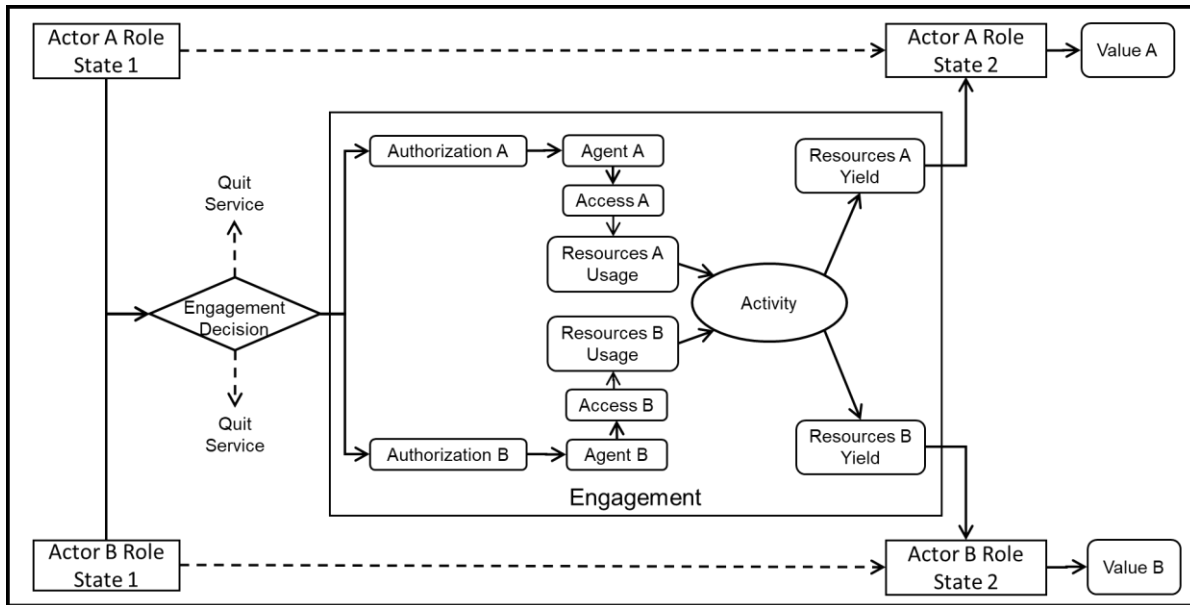 Actor A Role
State 1
Actor A Role
State 2
Value A
Authorization A
Agent A
Resources A
Yield
Quit
Service
Access A
Resources A
Usage
Engagement
Decision
Activity
Resources B
Usage
Access B
Quit
Service
Resources B
Yield
Authorization B
Agent B
Engagement
Actor B Role
State 1
Actor B Role
State 2
Value B